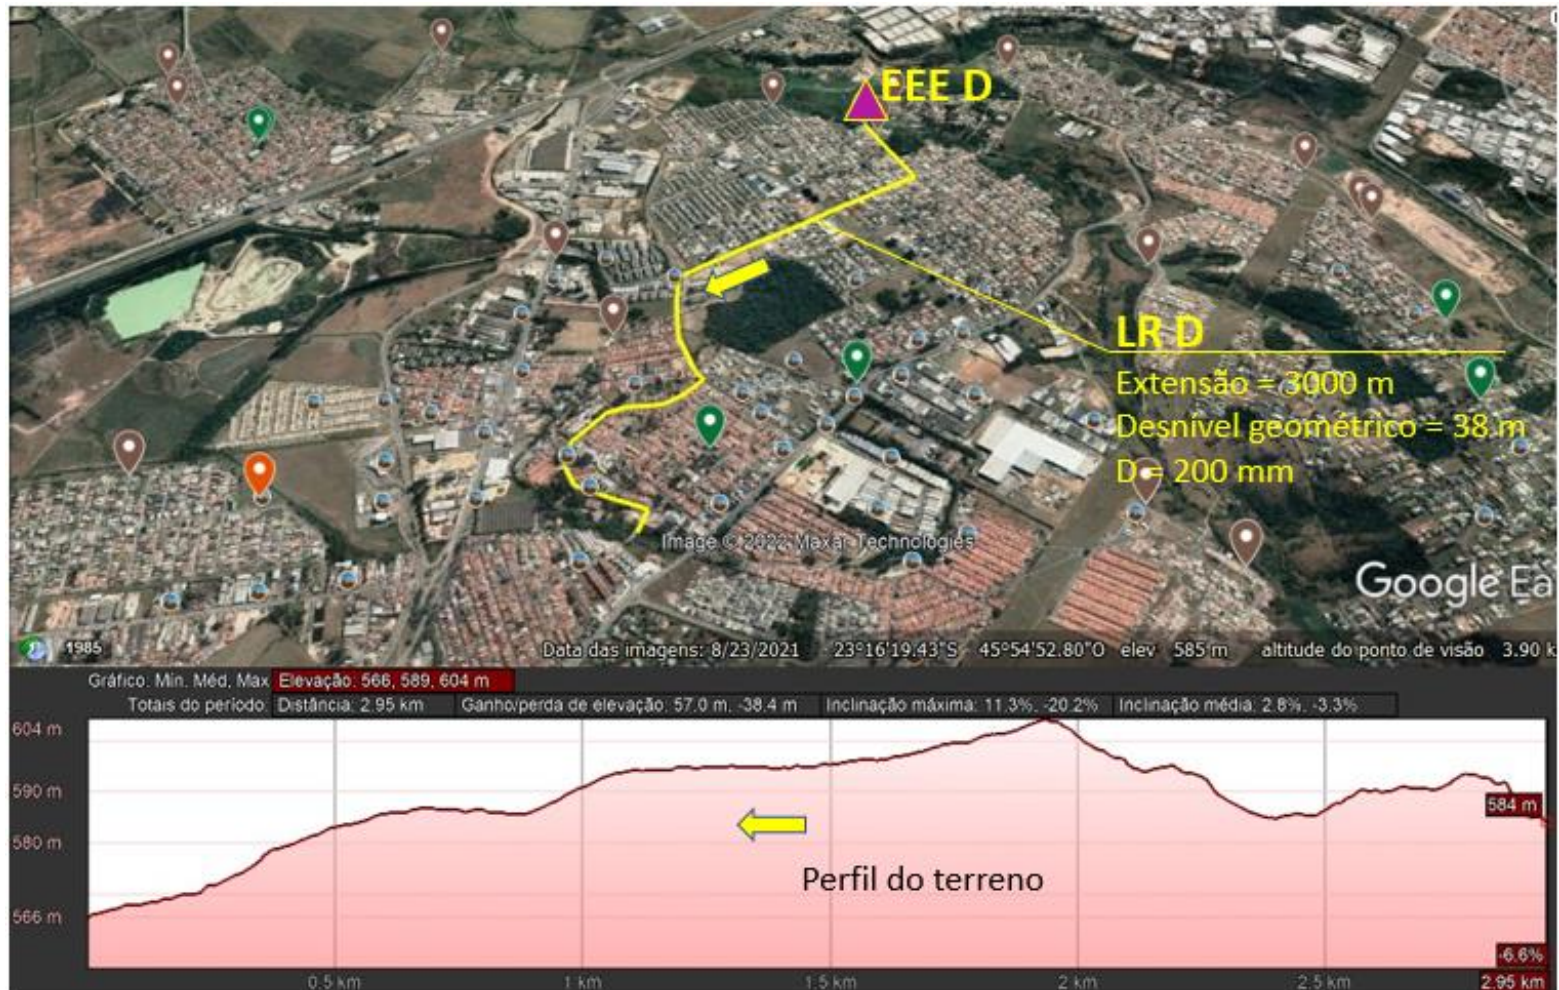 EEE D
LR D
Extensão = 3000 m
Desnível geométrico = 38 m
D = 200 mm
Image © 2022 Maxar Technologies
Google Ea
1985
Data das imagens: 8/23/2021 23°16'19.43"S 45°54'52.80"O elev 585 m altitude do ponto de visão 3.90 k
Gráfico. Min. Méd, Max Elevação: 566, 589, 604 m
Totais do período: Distância: 2.95 km Ganho/perda de elevação: 57.0 m, -38.4 m Inclinação máxima: 11.3%, -20.2% Inclinação média: 2.8%, -3.3%
604 m
590 m
584 m
580 m
Perfil do terreno
566 m
-6.6%
0.5 km 1 km 1.5 km 2 km 2.5 km 2.95 km